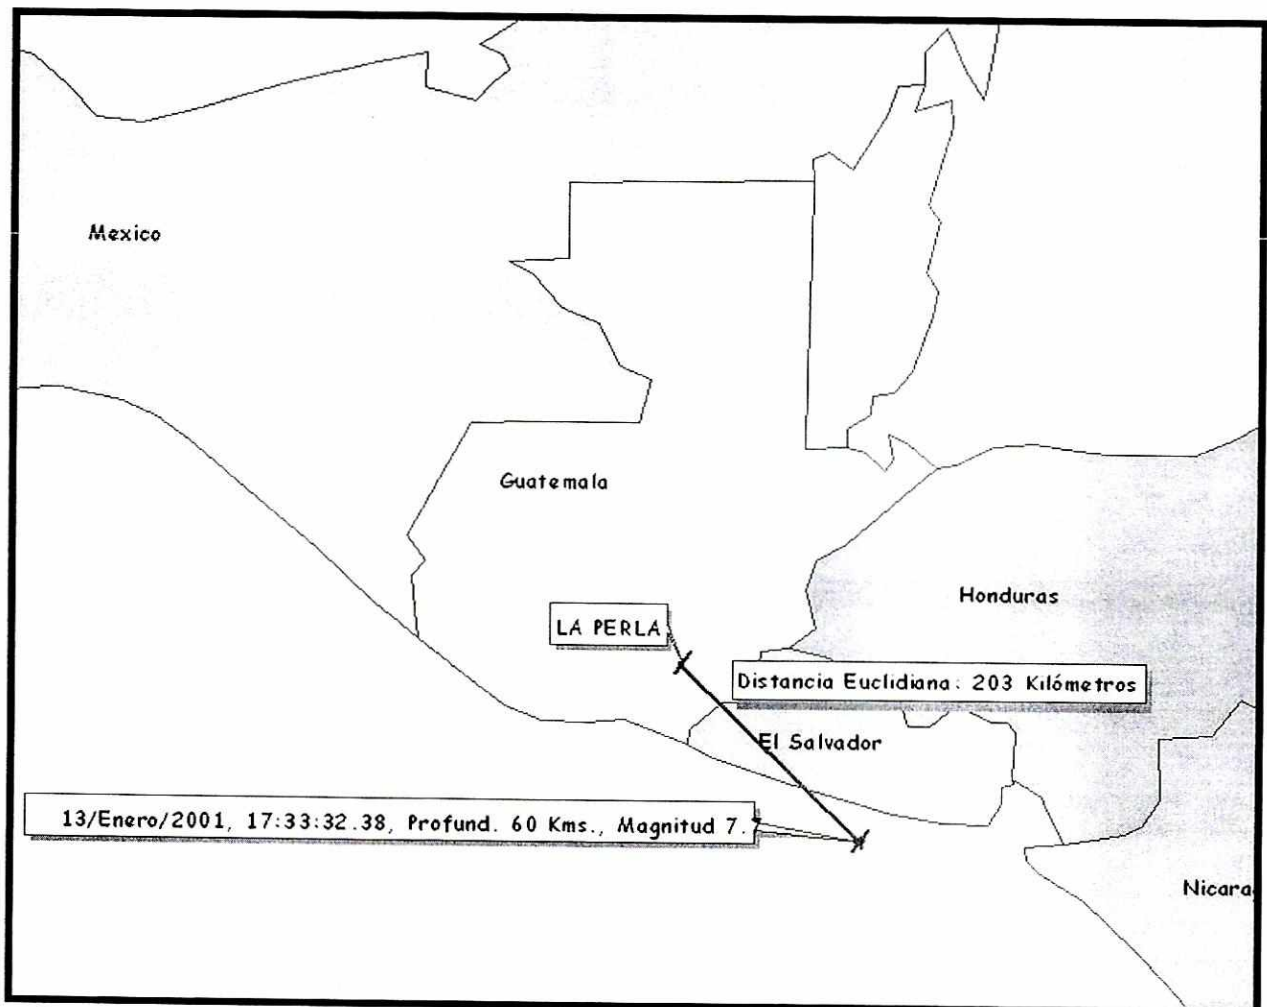 Mexico
Guatemala
Honduras
LA PERLA
Distancia Euclidiana: 203 Kilómetros
El Salvador
13/Enero/2001, 17:33:32.38, Profund. 60 Kms., Magnitud 7.
Nicara